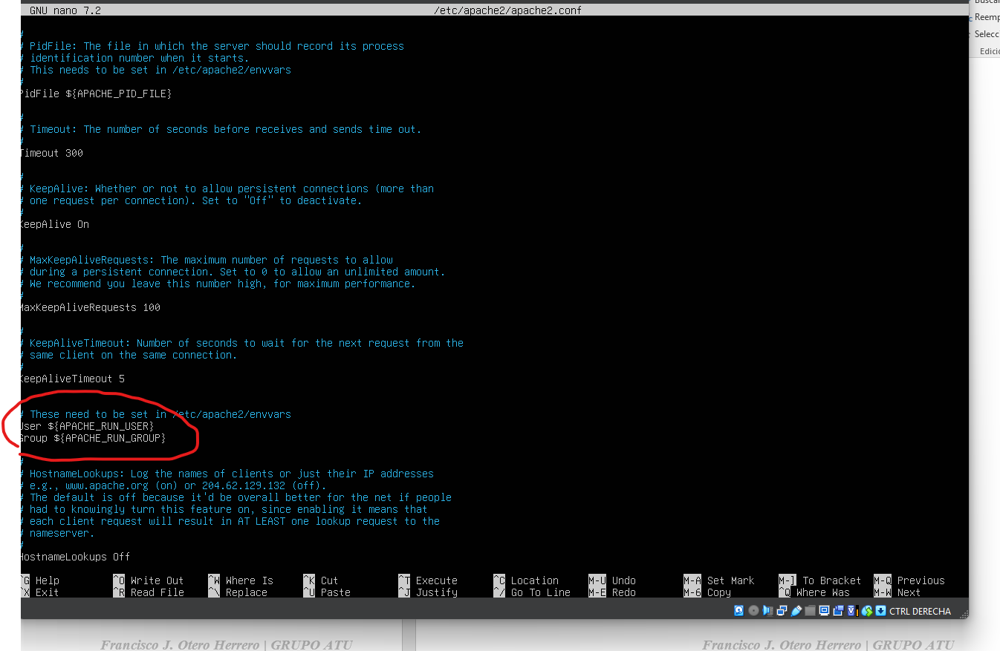 Buscar
GNU nano 7.2 /etc/apache2/apache2.conf
Reemp
Selecc
Edició
#
# PidFile: The file in which the server should record its process
# identification number when it starts.
# This needs to be set in /etc/apache2/envvars
#
PidFile ${APACHE_PID_FILE}
#
# Timeout: The number of seconds before receives and sends time out.
#
Timeout 300
#
# KeepAlive: Whether or not to allow persistent connections (more than
# one request per connection). Set to "Off" to deactivate.
#
KeepAlive On
#
# MaxKeepAliveRequests: The maximum number of requests to allow
# during a persistent connection. Set to 0 to allow an unlimited amount.
# We recommend you leave this number high, for maximum performance.
#
MaxKeepAliveRequests 100
#
# KeepAliveTimeout: Number of seconds to wait for the next request from the
# same client on the same connection.
#
KeepAliveTimeout 5
# These need to be set in /etc/apache2/envvars
User ${APACHE_RUN_USER}
Group ${APACHE_RUN_GROUP}
#
# HostnameLookups: Log the names of clients or just their IP addresses
# e.g., www.apache.org (on) or 204.62.129.132 (off).
# The default is off because it'd be overall better for the net if people
# had to knowingly turn this feature on, since enabling it means that
# each client request will result in AT LEAST one lookup request to the
# nameserver.
#
HostnameLookups Off
^G Help ^O Write Out ^W Where Is ^K Cut ^T Execute ^C Location M-U Undo M-A Set Mark M-] To Bracket M-Q Previous
^X Exit ^R Read File ^\ Replace ^U Paste ^J Justify ^/ Go To Line M-E Redo M-6 Copy ^Q Where Was M-W Next
CTRL DERECHA
Francisco J. Otero Herrero | GRUPO ATU Francisco J. Otero Herrero | GRUPO ATU